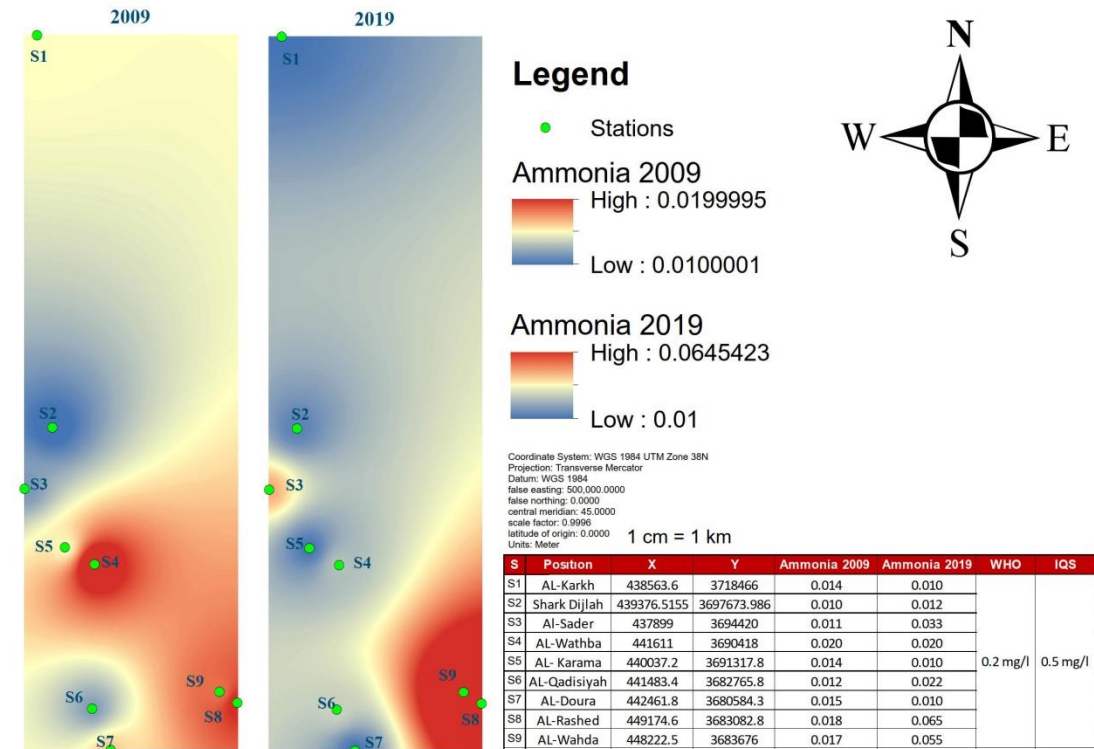 2009
S1
S2
S3
S5
S4
S6
S9
S8
S7
2019
S1
S2
S3
S5
S4
S6
S9
S8
S7
Legend
Stations
Ammonia 2009
High : 0.0199995
Low : 0.0100001
Ammonia 2019
High : 0.0645423
Low : 0.01
N
W
E
S
Coordinate System: WGS 1984 UTM Zone 38N
Projection: Transverse Mercator
Datum: WGS 1984
false easting: 500,000.0000
false northing: 0.0000
central meridian: 45.0000
scale factor: 0.9996
latitude of origin: 0.0000
Units: Meter
1 cm = 1 km
S Position X Y Ammonia 2009 Ammonia 2019 WHO IQS
S1 AL-Karkh 438563.6 3718466 0.014 0.010
S2 Shark Dijlah 439376.5155 3697673.986 0.010 0.012
S3 Al-Sader 437899 3694420 0.011 0.033
S4 AL-Wathba 441611 3690418 0.020 0.020
S5 AL- Karama 440037.2 3691317.8 0.014 0.010 0.2 mg/l 0.5 mg/l
S6 AL-Qadisiyah 441483.4 3682765.8 0.012 0.022
S7 AL-Doura 442461.8 3680584.3 0.015 0.010
S8 AL-Rashed 449174.6 3683082.8 0.018 0.065
S9 AL-Wahda 448222.5 3683676 0.017 0.055